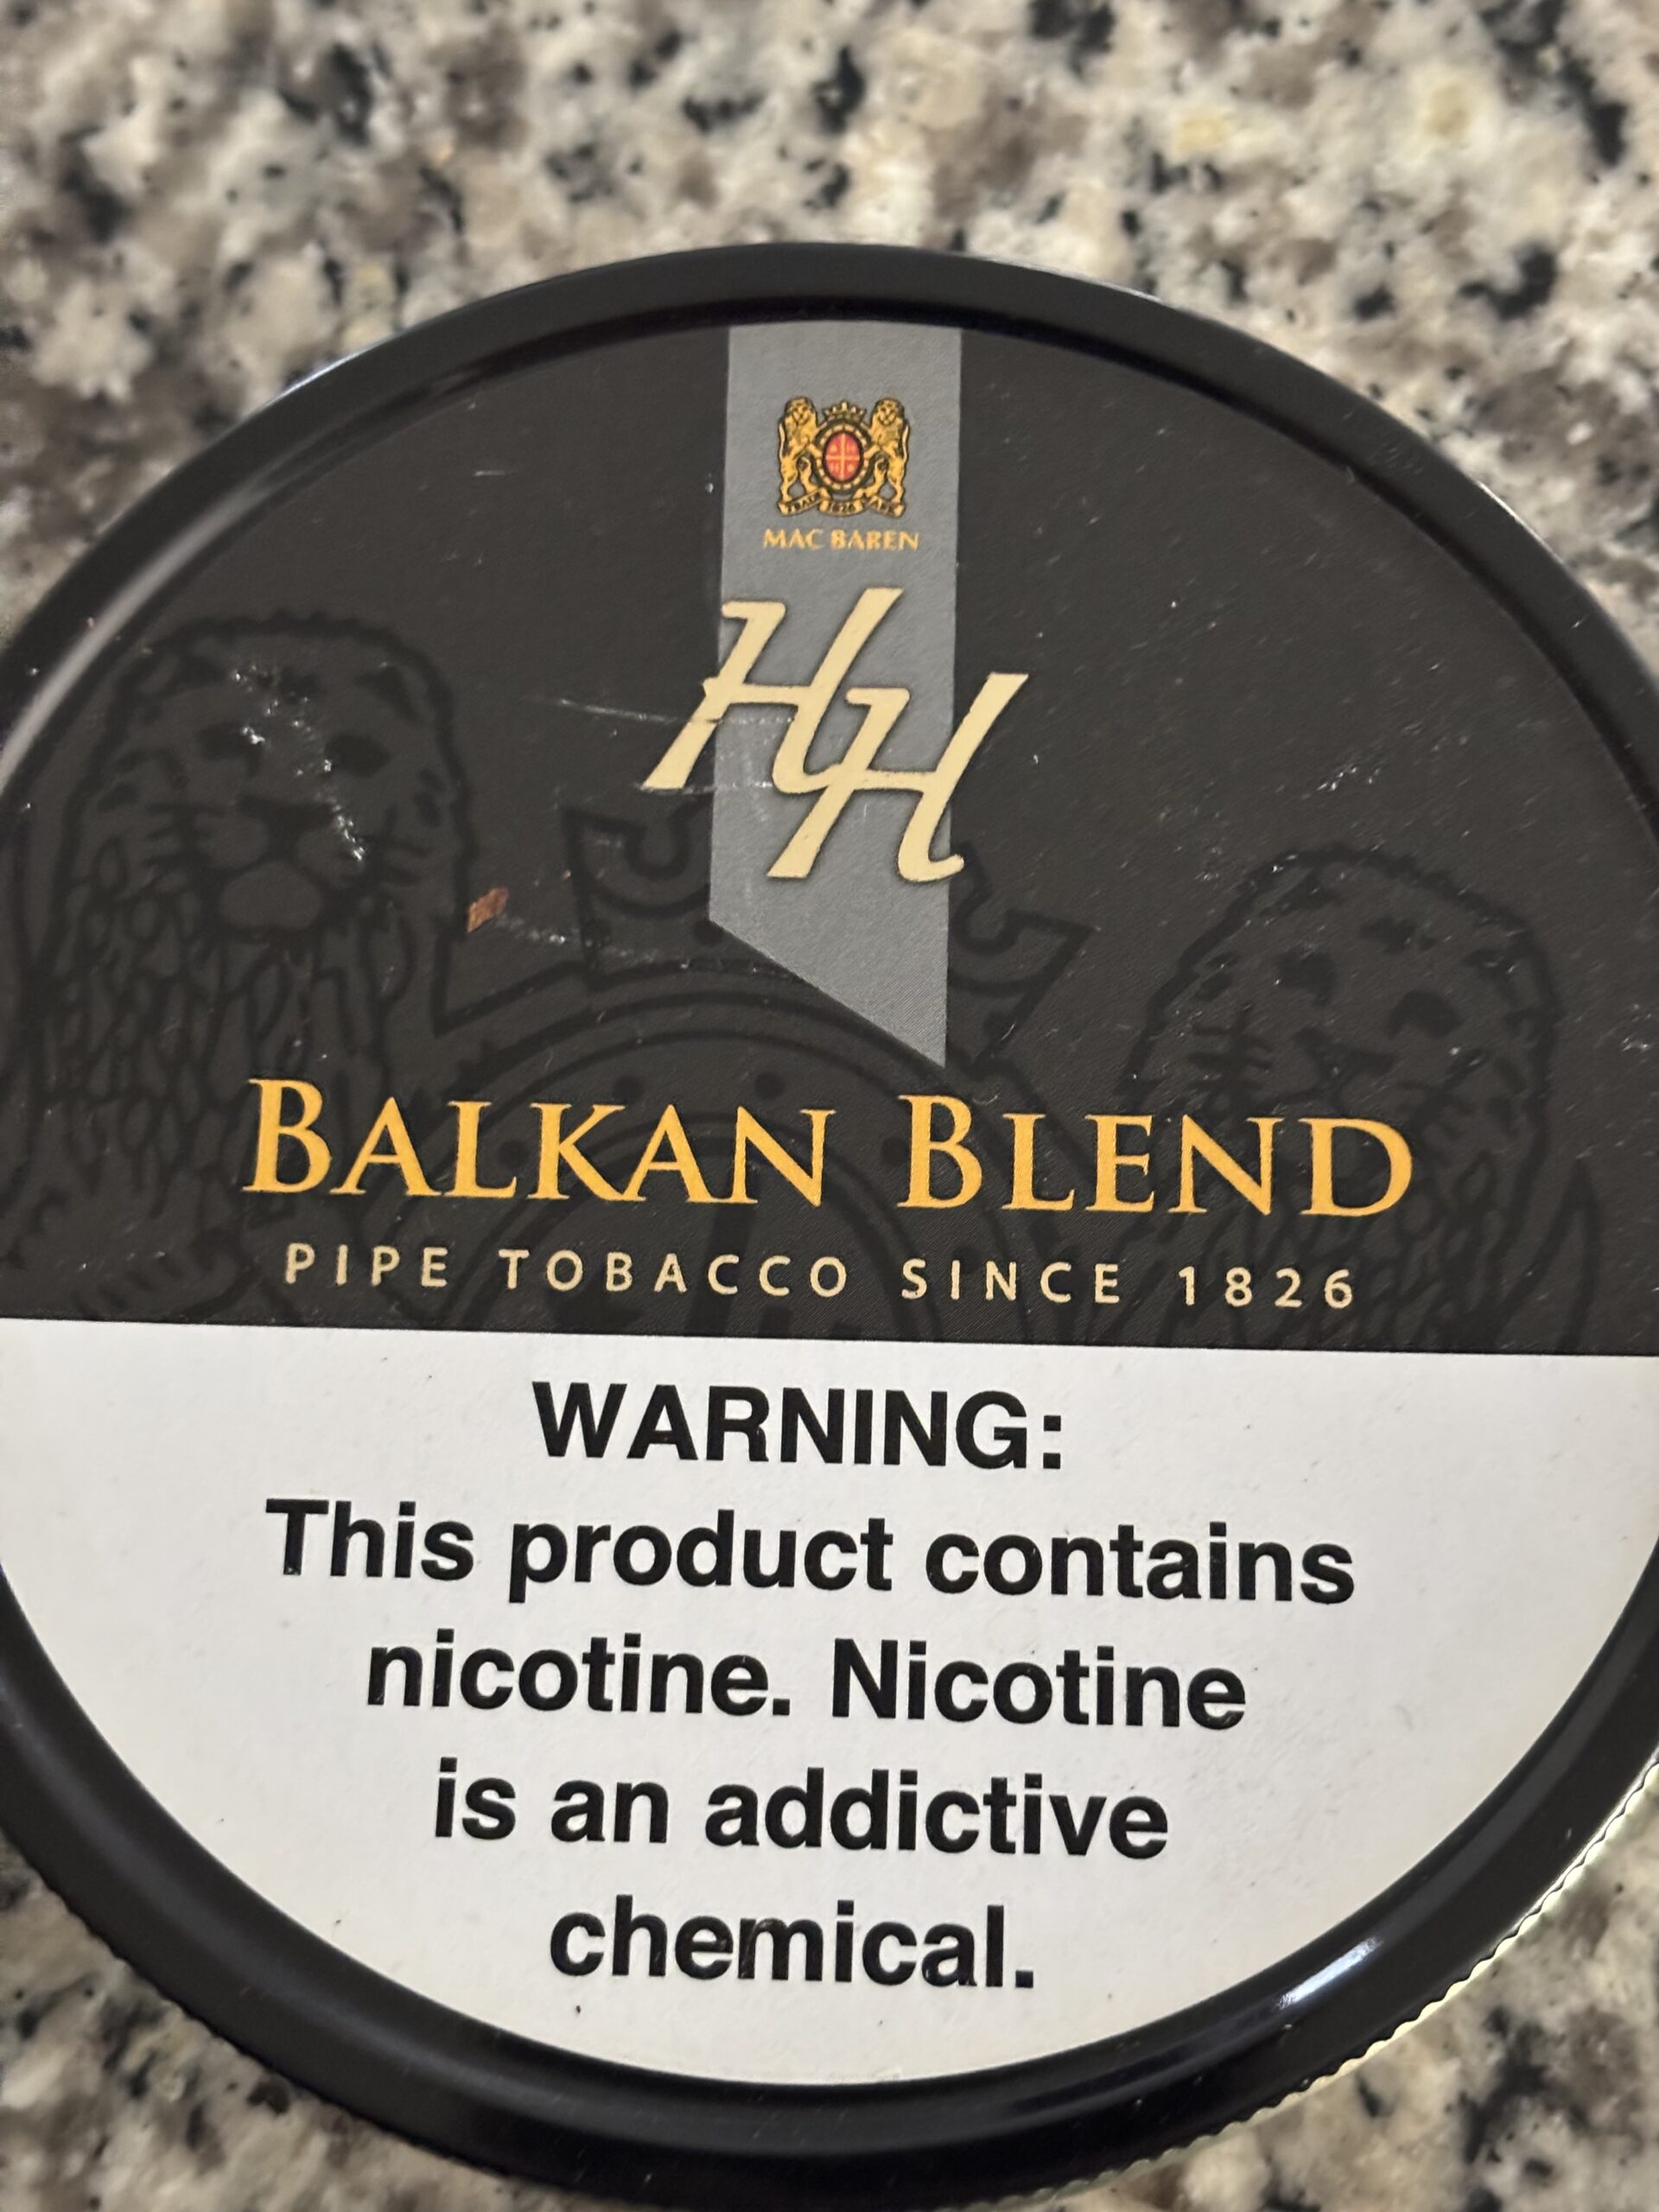 MAC BAREN
HH
BALKAN BLEND
PIPE TOBACCO SINCE 1826
WARNING:
This product contains
nicotine. Nicotine
is an addictive
chemical.